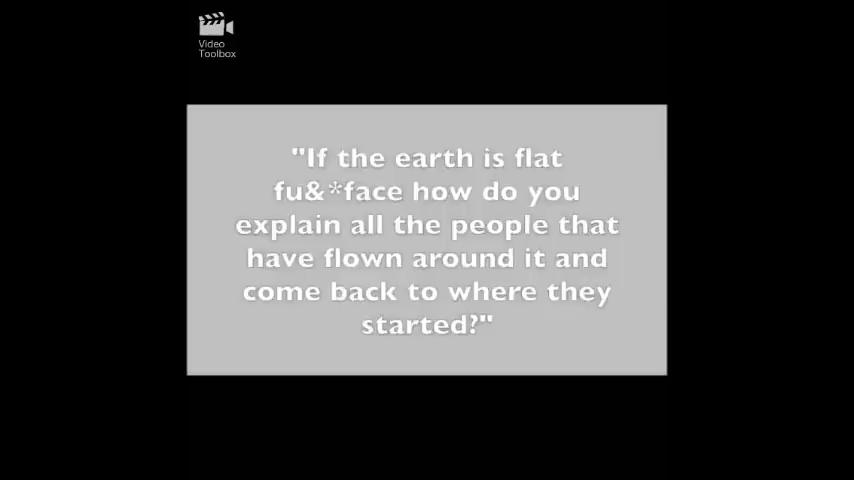 Video
Toolbox
"If the earth is flat
fu&*face how do you
explain all the people that
have flown around it and
come back to where they
started?"